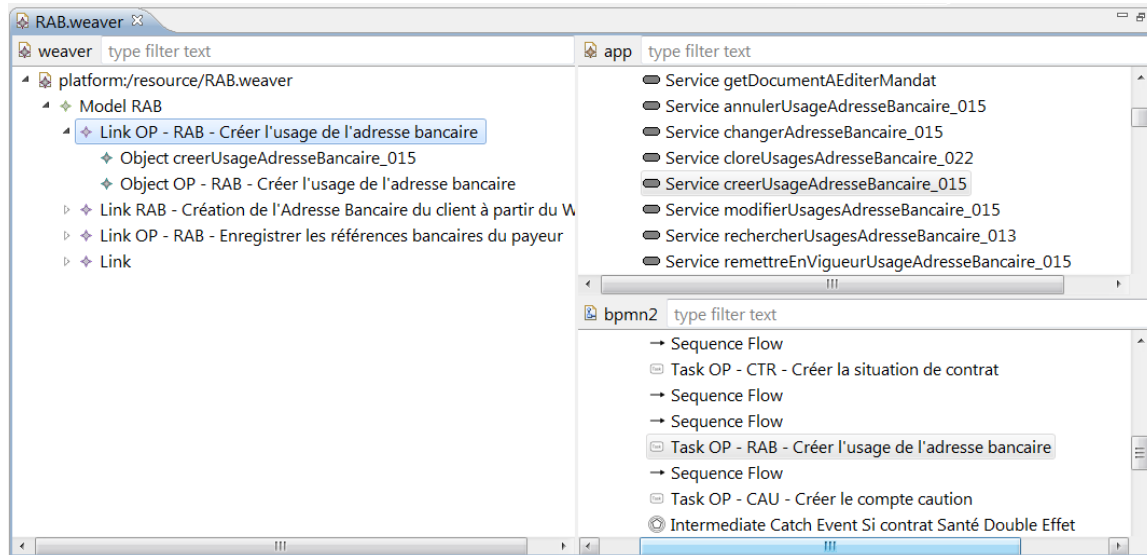 RAB.weaver
weaver type filter text
platform:/resource/RAB.weaver
Model RAB
Link OP - RAB - Créer l'usage de l'adresse bancaire
Object creerUsageAdresseBancaire_015
Object OP - RAB - Créer l'usage de l'adresse bancaire
Link RAB - Création de l'Adresse Bancaire du client à partir du W
Link OP - RAB - Enregistrer les références bancaires du payeur
Link
app type filter text
Service getDocumentAEditerMandat
Service annulerUsageAdresseBancaire_015
Service changerAdresseBancaire_015
Service cloreUsagesAdresseBancaire_022
Service creerUsageAdresseBancaire_015
Service modifierUsagesAdresseBancaire_015
Service rechercherUsagesAdresseBancaire_013
Service remettreEnVigueurUsageAdresseBancaire_015
bpmn2 type filter text
Sequence Flow
Task OP - CTR - Créer la situation de contrat
Sequence Flow
Sequence Flow
Task OP - RAB - Créer l'usage de l'adresse bancaire
Sequence Flow
Task OP - CAU - Créer le compte caution
Intermediate Catch Event Si contrat Santé Double Effet